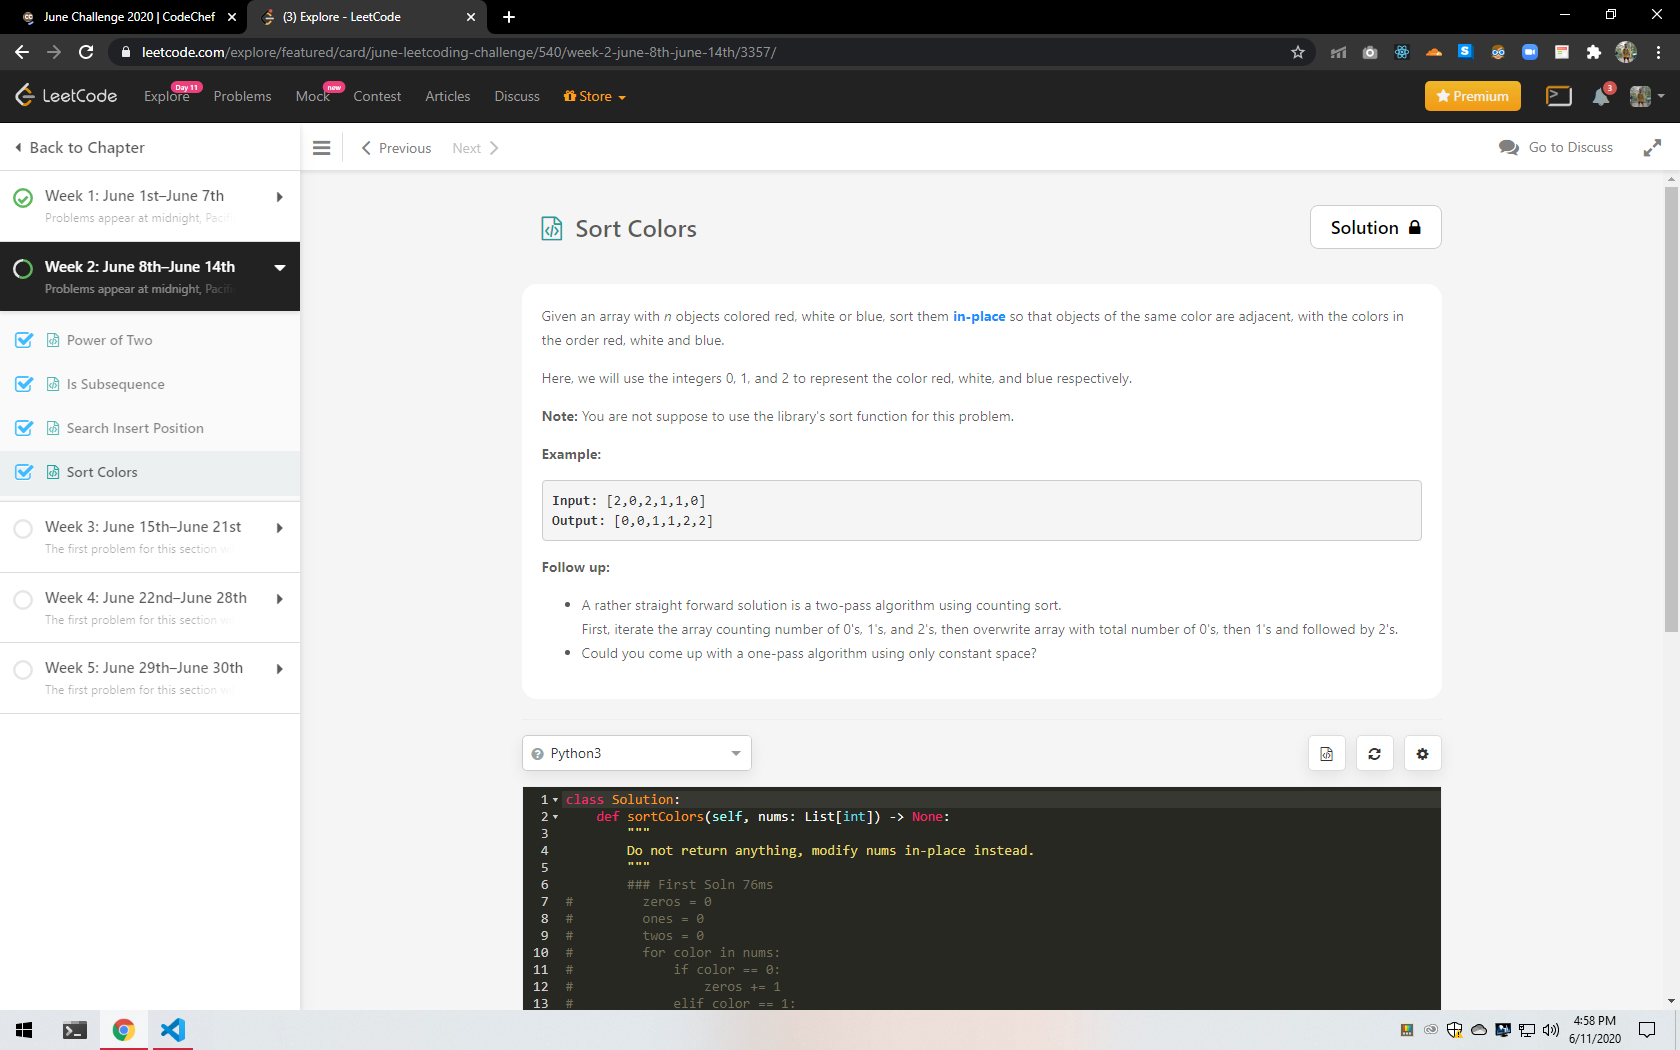 June Challenge 2020 | CodeChef
(3) Explore - LeetCode
leetcode.com/explore/featured/card/june-leetcoding-challenge/540/week-2-june-8th-june-14th/3357/
LeetCode
Explore
Day 11
Problems
Mock
new
Contest
Articles
Discuss
Store
Premium
3
Back to Chapter
Previous
Next
Go to Discuss
Week 1: June 1st–June 7th
Problems appear at midnight,
Week 2: June 8th–June 14th
Problems appear at midnight,
Power of Two
Is Subsequence
Search Insert Position
Sort Colors
Week 3: June 15th–June 21st
The first problem for this section
Week 4: June 22nd–June 28th
The first problem for this section
Week 5: June 29th–June 30th
The first problem for this section
Sort Colors
Solution
Given an array with n objects colored red, white or blue, sort them in-place so that objects of the same color are adjacent, with the colors in
the order red, white and blue.
Here, we will use the integers 0, 1, and 2 to represent the color red, white, and blue respectively.
Note: You are not suppose to use the library's sort function for this problem.
Example:
Input: [2,0,2,1,1,0]
Output: [0,0,1,1,2,2]
Follow up:
• A rather straight forward solution is a two-pass algorithm using counting sort.
First, iterate the array counting number of 0's, 1's, and 2's, then overwrite array with total number of 0's, then 1's and followed by 2's.
• Could you come up with a one-pass algorithm using only constant space?
Python3
1 class Solution:
2 def sortColors(self, nums: List[int]) -> None:
3 """
4 Do not return anything, modify nums in-place instead.
5 """
6 ### First Soln 76ms
7 # zeros = 0
8 # ones = 0
9 # twos = 0
10 # for color in nums:
11 # if color == 0:
12 # zeros += 1
13 # elif color == 1:
4:58 PM
6/11/2020